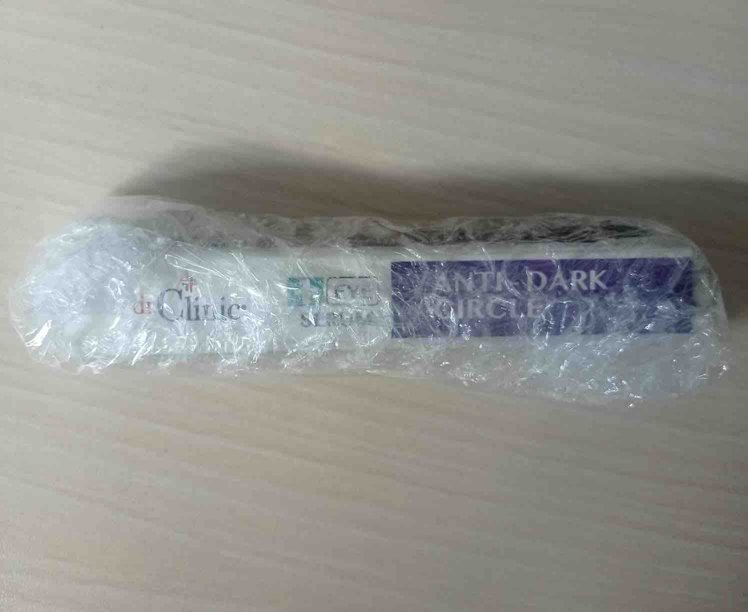 dr.Clinic
EYE
SERUM
ANTI DARK
CIRCLE